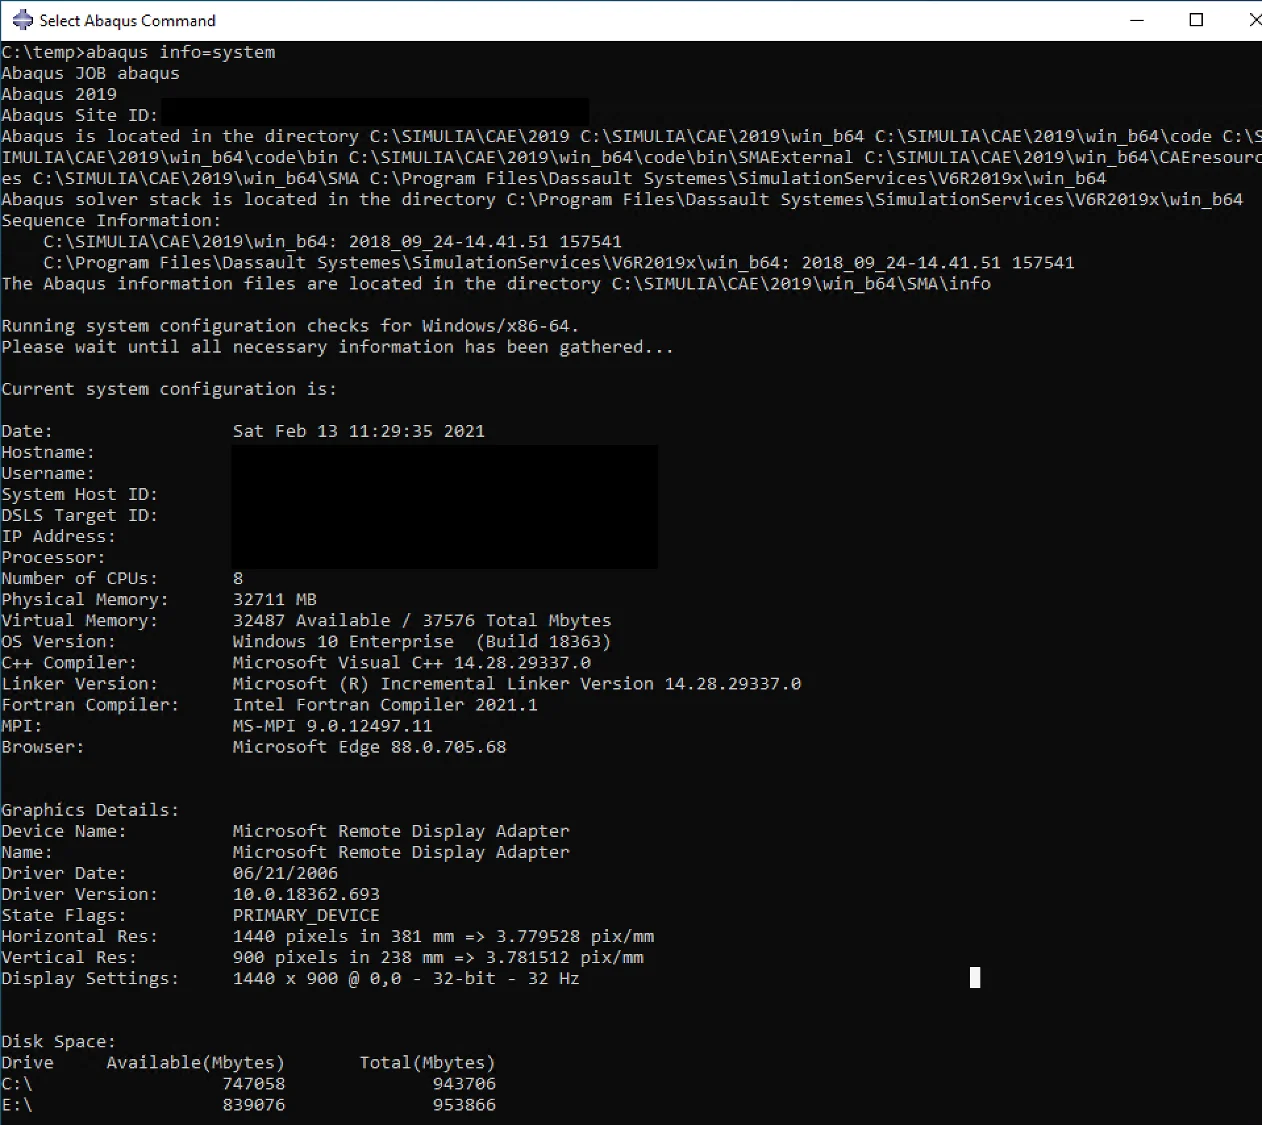 Select Abaqus Command
C:\temp>abaqus info=system
Abaqus JOB abaqus
Abaqus 2019
Abaqus Site ID:
Abaqus is located in the directory C:\SIMULIA\CAE\2019 C:\SIMULIA\CAE\2019\win_b64 C:\SIMULIA\CAE\2019\win_b64\code C:\S
IMULIA\CAE\2019\win_b64\code\bin C:\SIMULIA\CAE\2019\win_b64\code\bin\SMAExternal C:\SIMULIA\CAE\2019\win_b64\CAEresourc
es C:\SIMULIA\CAE\2019\win_b64\SMA C:\Program Files\Dassault Systemes\SimulationServices\V6R2019x\win_b64
Abaqus solver stack is located in the directory C:\Program Files\Dassault Systemes\SimulationServices\V6R2019x\win_b64
Sequence Information:
    C:\SIMULIA\CAE\2019\win_b64: 2018_09_24-14.41.51 157541
    C:\Program Files\Dassault Systemes\SimulationServices\V6R2019x\win_b64: 2018_09_24-14.41.51 157541
The Abaqus information files are located in the directory C:\SIMULIA\CAE\2019\win_b64\SMA\info
Running system configuration checks for Windows/x86-64.
Please wait until all necessary information has been gathered...
Current system configuration is:
Date: Sat Feb 13 11:29:35 2021
Hostname:
Username:
System Host ID:
DSLS Target ID:
IP Address:
Processor:
Number of CPUs: 8
Physical Memory: 32711 MB
Virtual Memory: 32487 Available / 37576 Total Mbytes
OS Version: Windows 10 Enterprise  (Build 18363)
C++ Compiler: Microsoft Visual C++ 14.28.29337.0
Linker Version: Microsoft (R) Incremental Linker Version 14.28.29337.0
Fortran Compiler: Intel Fortran Compiler 2021.1
MPI: MS-MPI 9.0.12497.11
Browser: Microsoft Edge 88.0.705.68
Graphics Details:
Device Name: Microsoft Remote Display Adapter
Name: Microsoft Remote Display Adapter
Driver Date: 06/21/2006
Driver Version: 10.0.18362.693
State Flags: PRIMARY_DEVICE
Horizontal Res: 1440 pixels in 381 mm => 3.779528 pix/mm
Vertical Res: 900 pixels in 238 mm => 3.781512 pix/mm
Display Settings: 1440 x 900 @ 0,0 - 32-bit - 32 Hz
Disk Space:
Drive Available(Mbytes) Total(Mbytes)
C:\ 747058 943706
E:\ 839076 953866